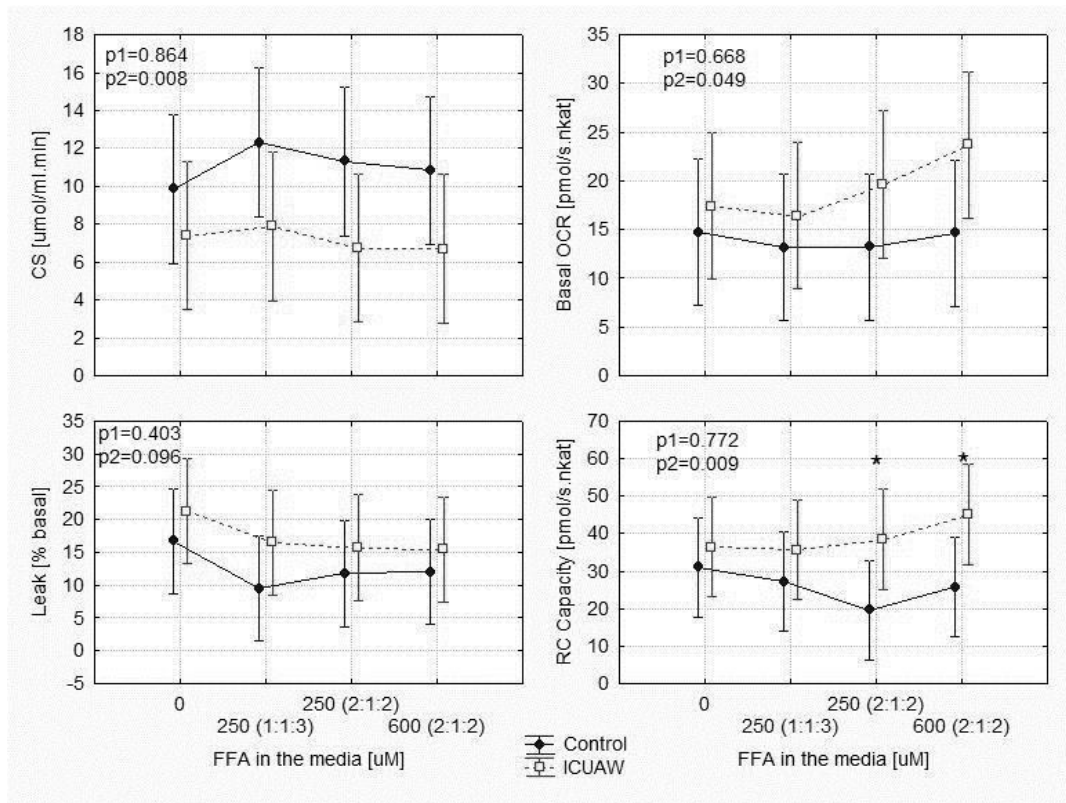 18
16
14
12
10
8
6
4
2
0
CS [umol/ml.min]
p1=0.864
p2=0.008
35
30
25
20
15
10
5
0
Basal OCR [pmol/s.nkat]
p1=0.668
p2=0.049
35
30
25
20
15
10
5
0
-5
Leak [% basal]
p1=0.403
p2=0.096
70
60
50
40
30
20
10
0
RC Capacity [pmol/s.nkat]
p1=0.772
p2=0.009
* *
0 250 (2:1:2)
250 (1:1:3) 600 (2:1:2)
FFA in the media [uM]
0 250 (2:1:2)
250 (1:1:3) 600 (2:1:2)
FFA in the media [uM]
Control
ICUAW